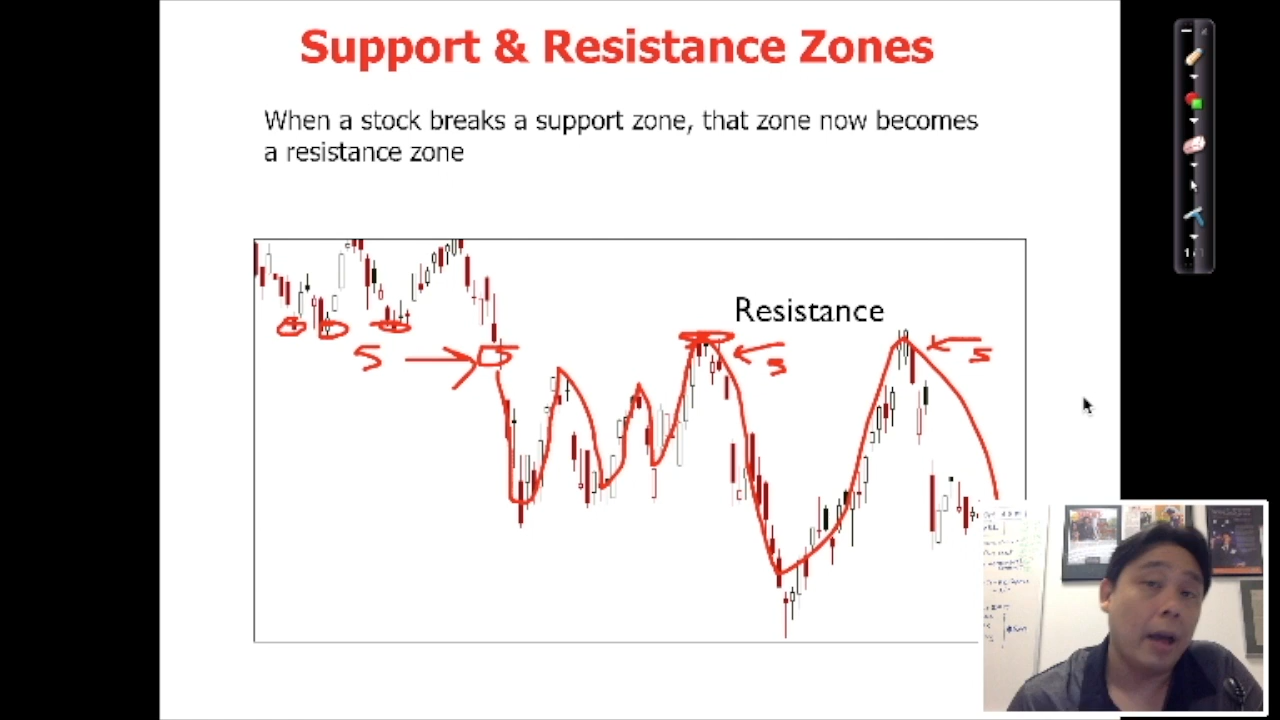 Support & Resistance Zones
When a stock breaks a support zone, that zone now becomes
a resistance zone
Resistance
S
S
S